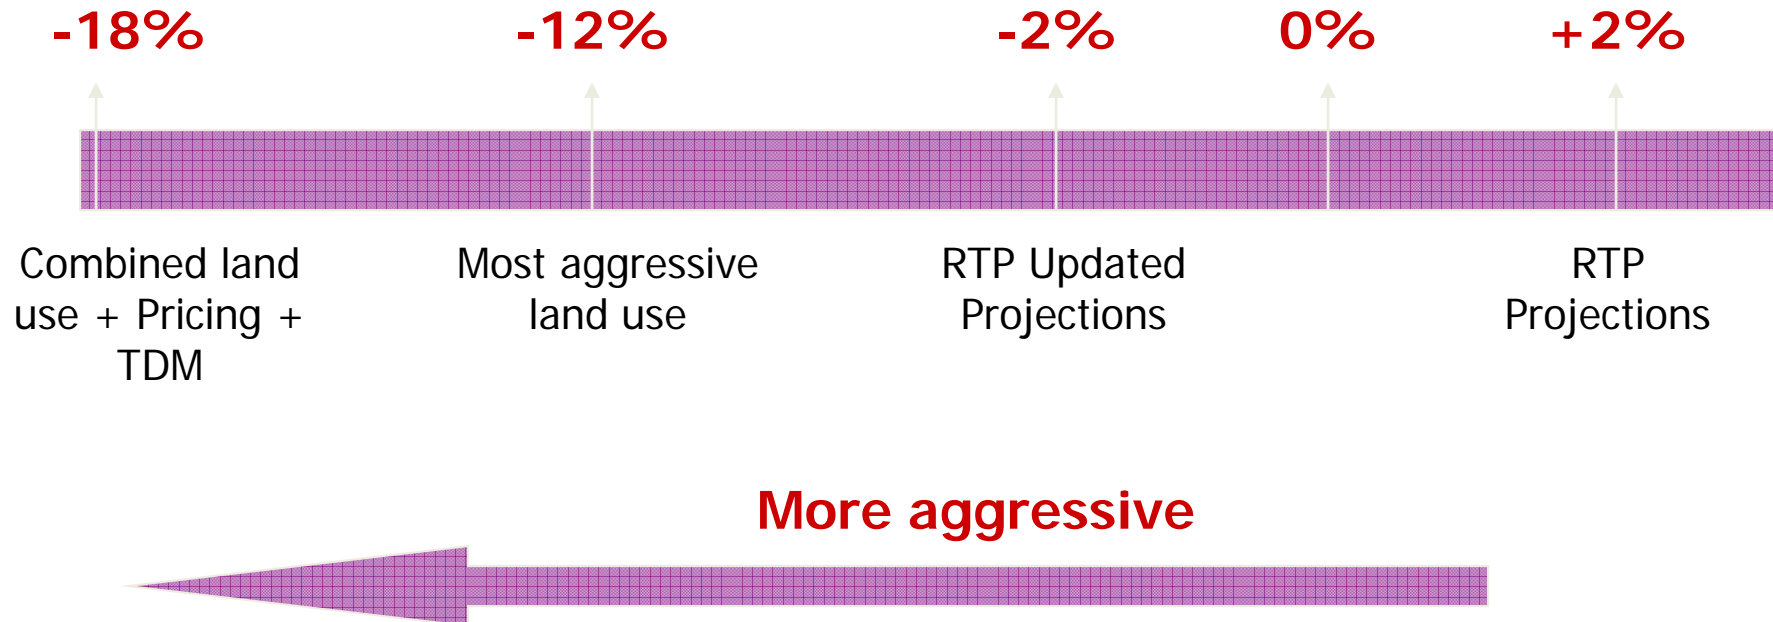 -18% -12% -2% 0% +2%
Combined land
use + Pricing +
TDM
Most aggressive
land use
RTP Updated
Projections
RTP
Projections
More aggressive